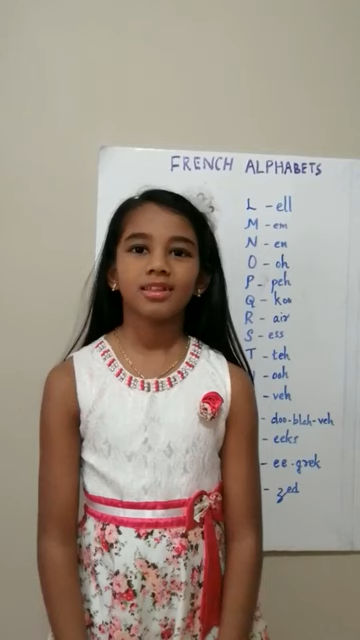 FRENCH ALPHABETS
L - ell
M - em
N - en
O - oh
P - peh
Q - koo
R - air
S - ess
T - teh
- ooh
- veh
- doo-blah-veh
- eeks
- ee-grek
- zed